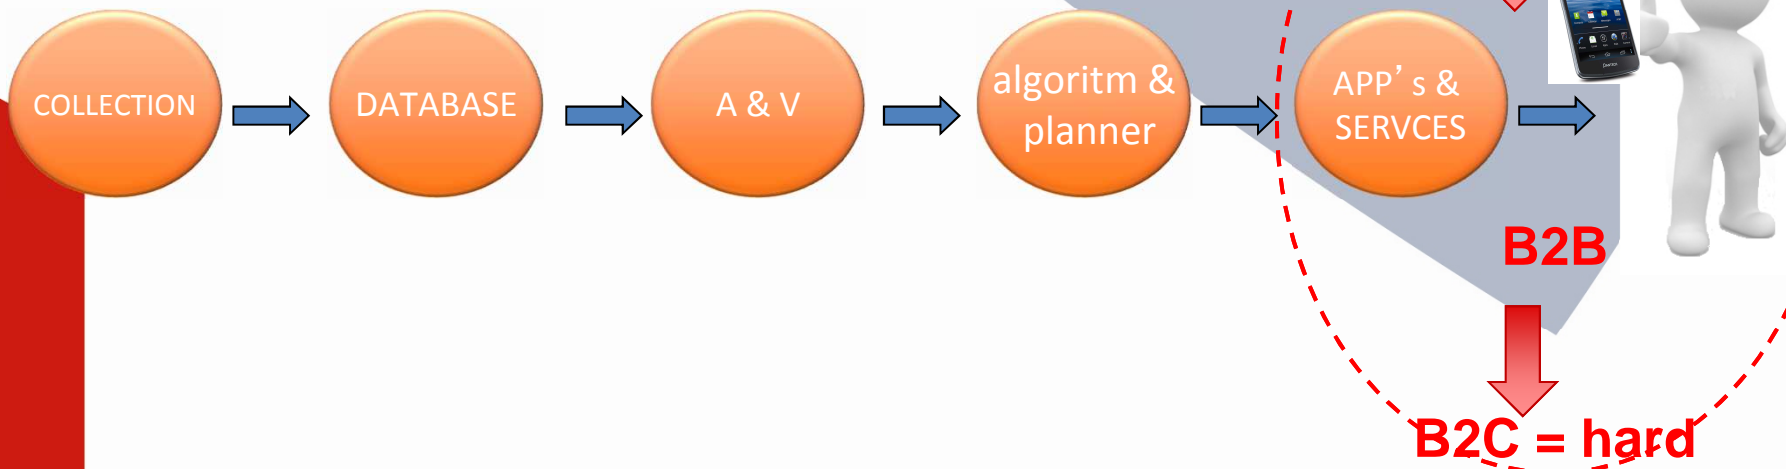 COLLECTION
DATABASE
A & V
algoritm &
planner
APP's &
SERVCES
B2B
B2C = hard